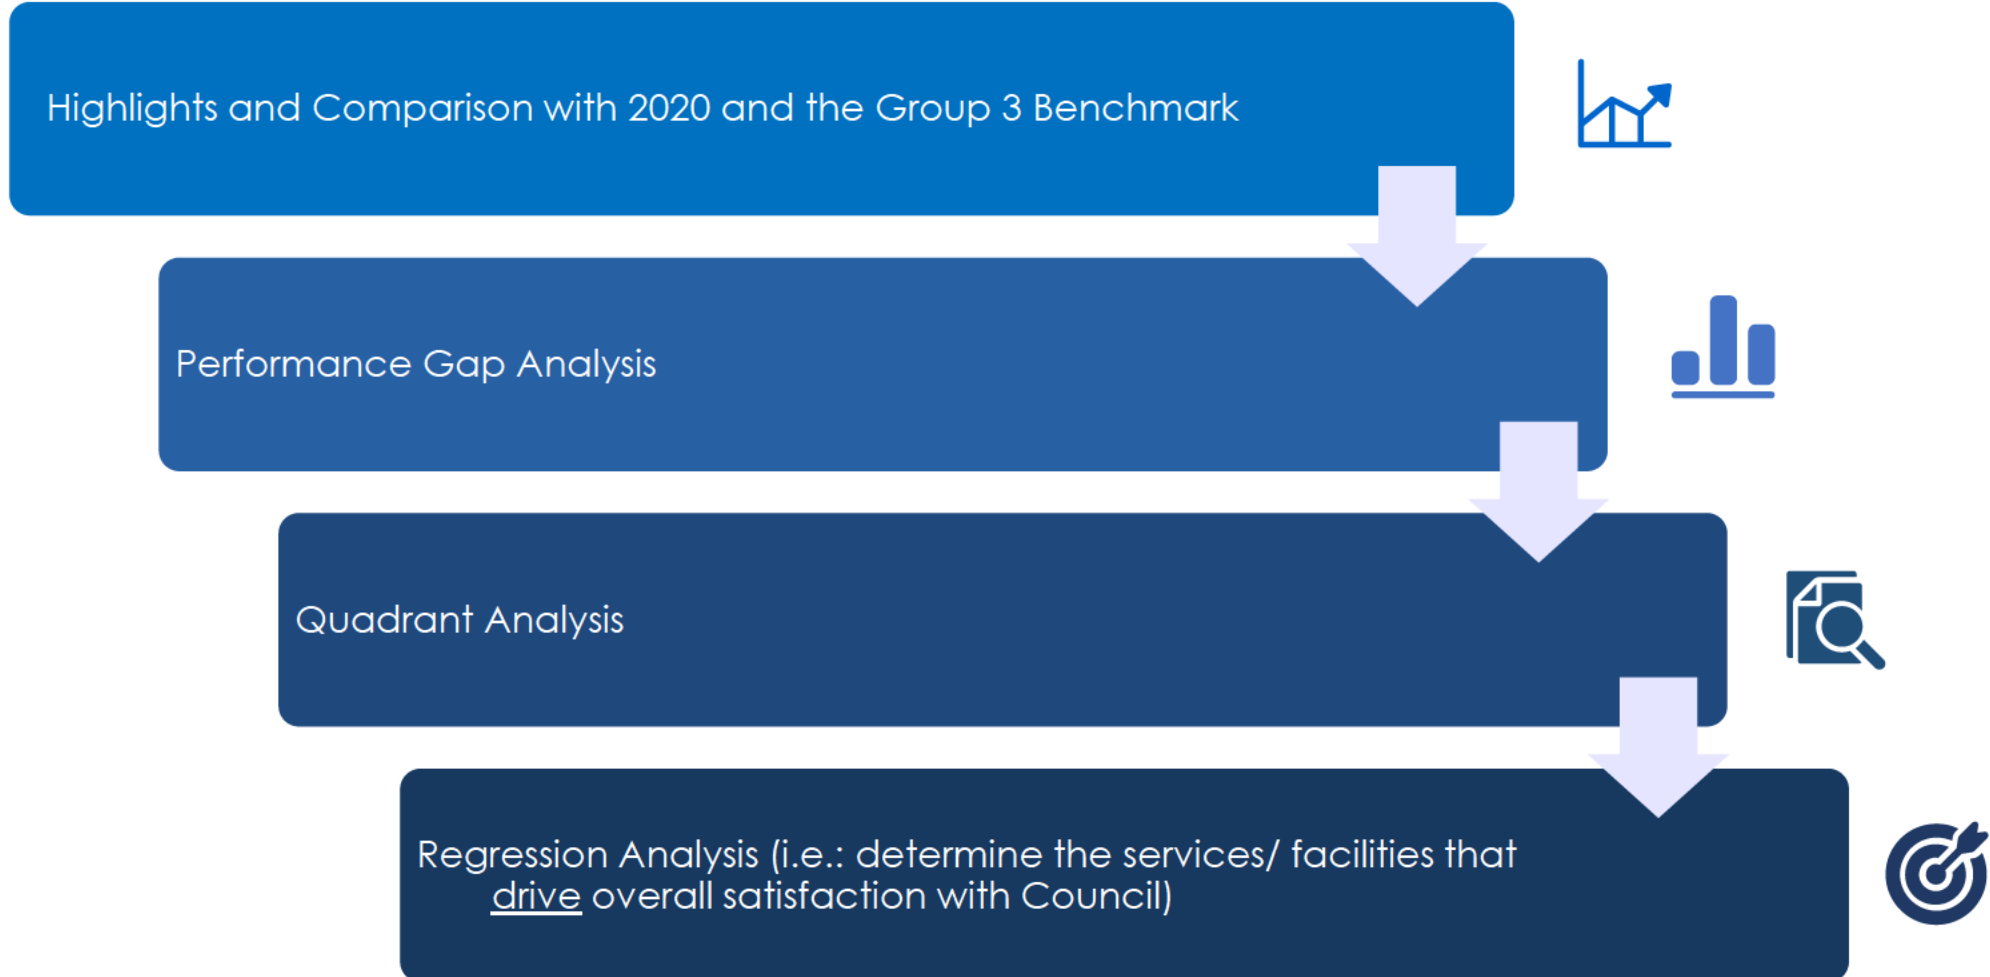 Highlights and Comparison with 2020 and the Group 3 Benchmark
Performance Gap Analysis
Quadrant Analysis
Regression Analysis (i.e.: determine the services/ facilities that
drive overall satisfaction with Council)